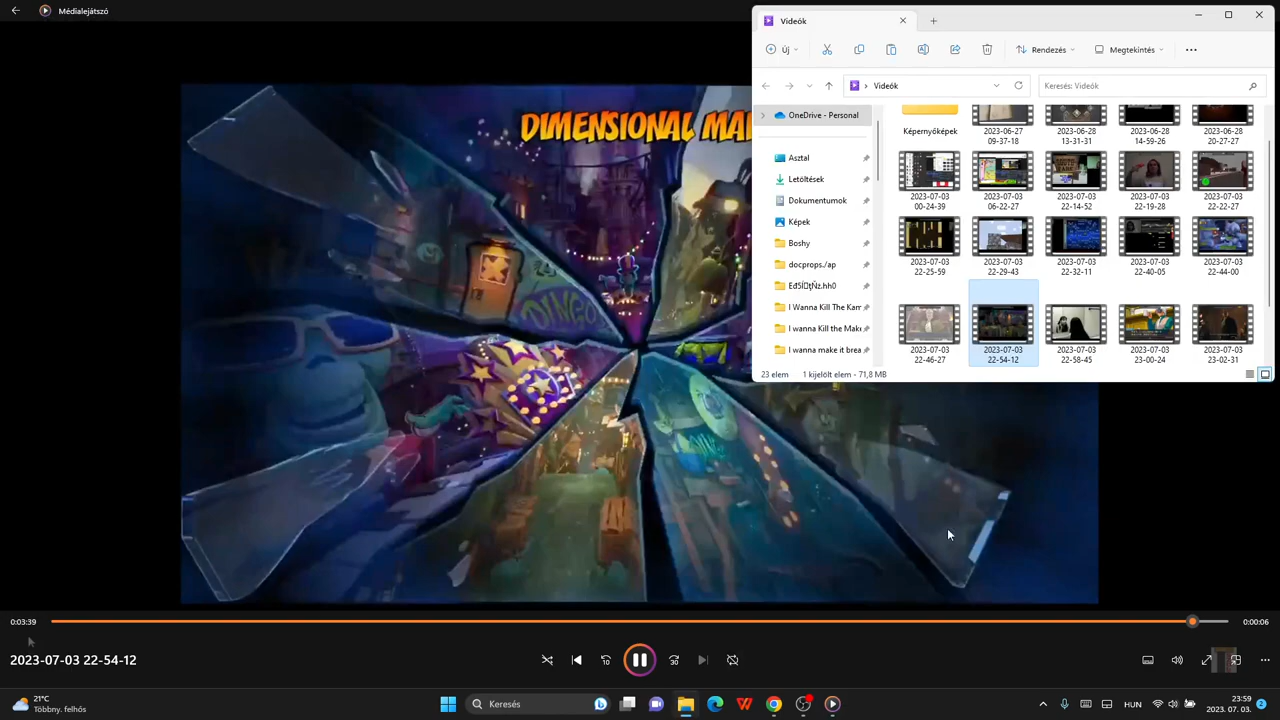 Médialejátszó
DIMENSIONAL MA
DINGO
0:03:39
0:00:06
2023-07-03 22-54-12
10
30
Videók
Új
Rendezés
Megtekintés
Videók
Keresés: Videók
OneDrive - Personal
Asztal
Letöltések
Dokumentumok
Képek
Boshy
docprops./ap
I Wanna Kill The Kam
I wanna Kill the Make
I wanna make it brea
Képernyőképek
2023-06-27
09-37-18
2023-06-28
13-31-31
2023-06-28
14-59-26
2023-06-28
20-27-27
2023-07-03
00-24-39
2023-07-03
06-22-27
2023-07-03
22-14-52
2023-07-03
22-19-28
2023-07-03
22-22-27
2023-07-03
22-25-59
2023-07-03
22-29-43
2023-07-03
22-32-11
2023-07-03
22-40-05
2023-07-03
22-44-00
2023-07-03
22-46-27
2023-07-03
22-54-12
2023-07-03
22-58-45
2023-07-03
23-00-24
2023-07-03
23-02-31
23 elem
1 kijelölt elem - 71,8 MB
21°C
Többny. felhős
Keresés
HUN
23:59
2023. 07. 03.
2